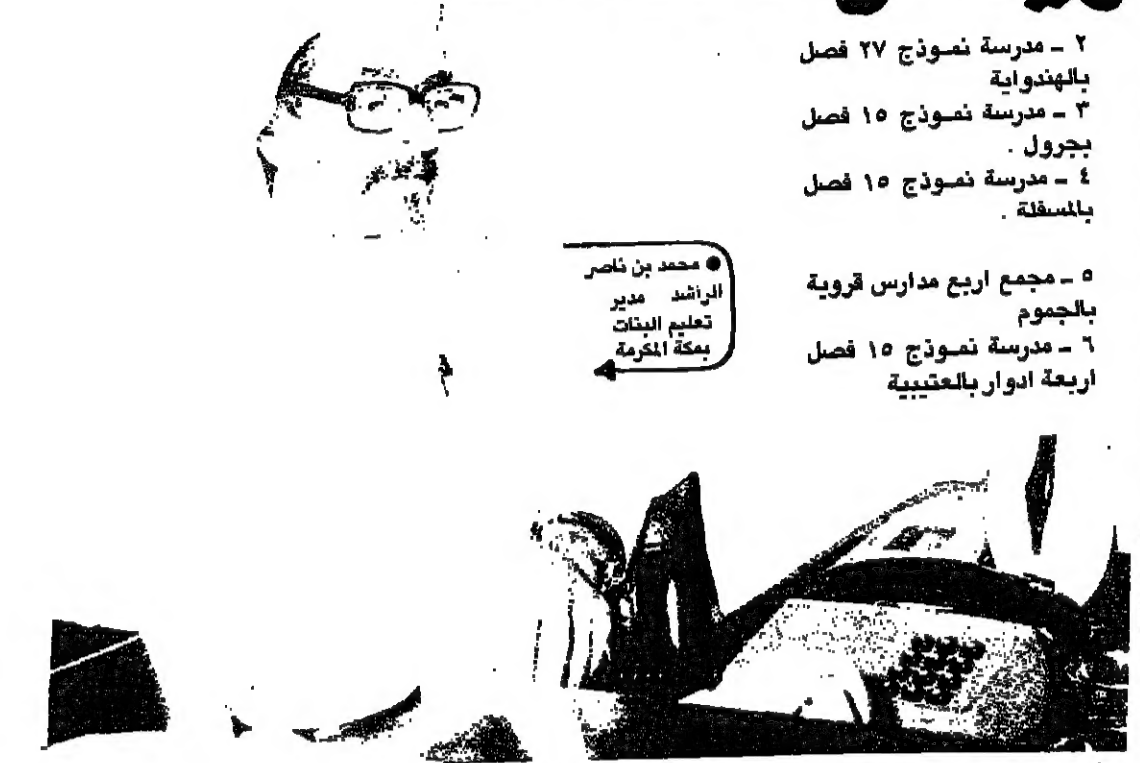 ٢ ـ مدرسة نموذج ٢٧ فصل
بالهندواية
٣ ـ مدرسة نموذج ١٥ فصل
بجرول .
٤ ـ مدرسة نموذج ١٥ فصل
بالمسفلة .
٥ ـ مجمع اربع مدارس قروية
بالجموم
٦ ـ مدرسة نموذج ١٥ فصل
اربعة ادوار بالعتيبية
● محمد بن ناصر
الراشد مدير
تعليم البنات
بمكة المكرمة